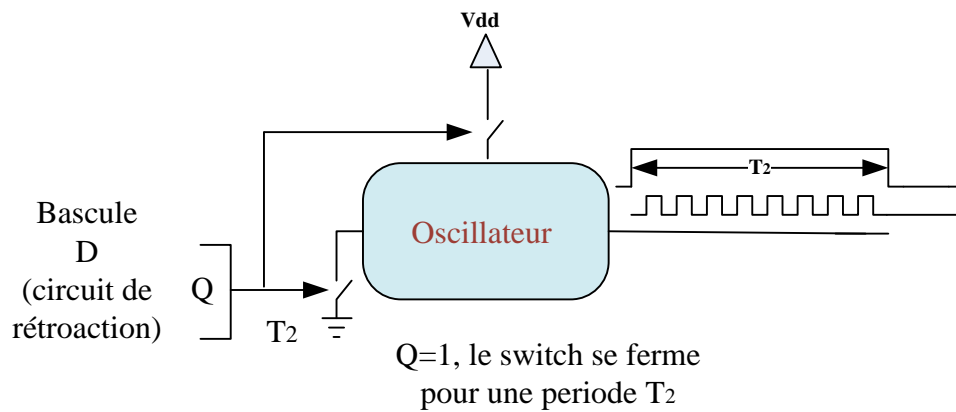 Vdd
T2
Bascule
D
(circuit de
rétroaction)
Q
T2
Oscillateur
Q=1, le switch se ferme
pour une periode T2